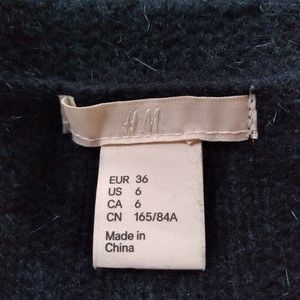 H&M
EUR 36
US 6
CA 6
CN 165/84A
Made in
China